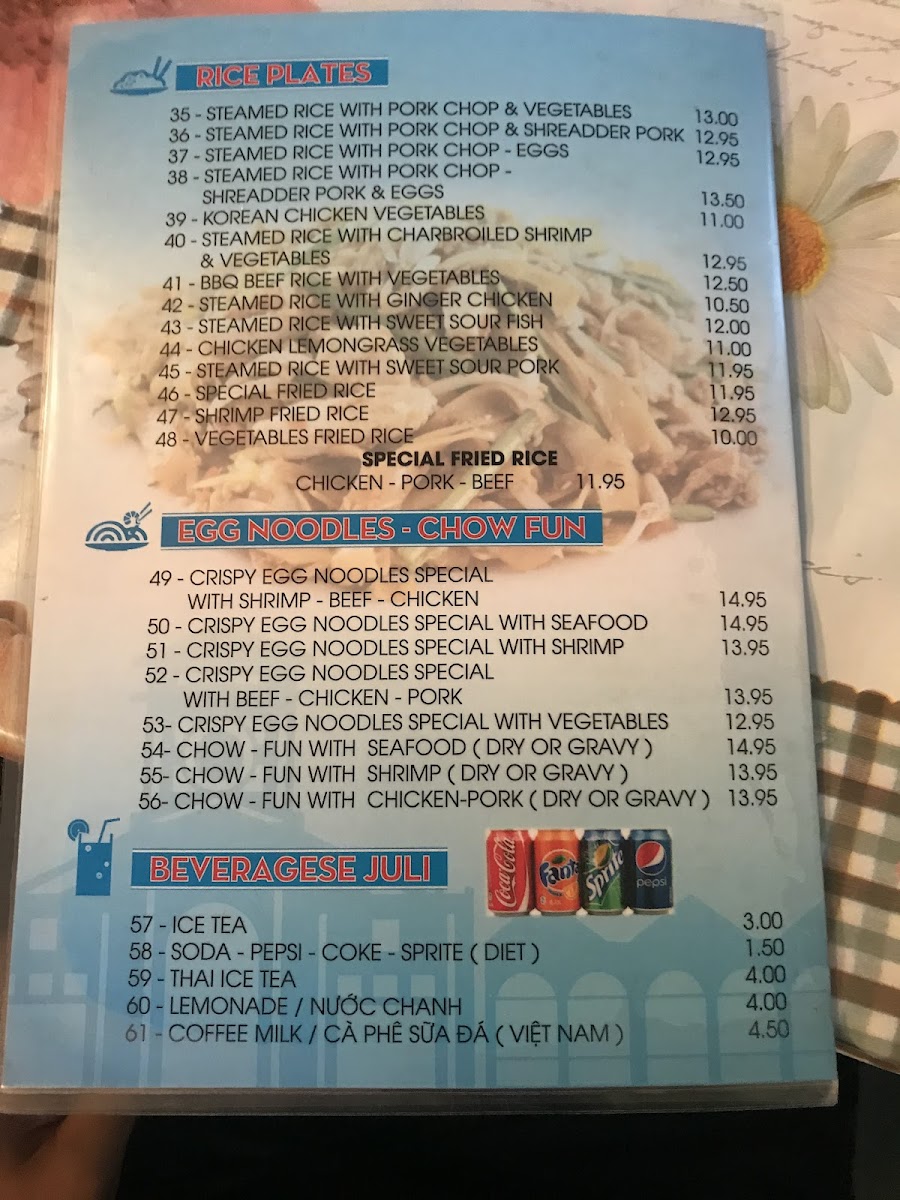 RICE PLATES
35 - STEAMED RICE WITH PORK CHOP & VEGETABLES 13.00
36 - STEAMED RICE WITH PORK CHOP & SHREADDER PORK 12.95
37 - STEAMED RICE WITH PORK CHOP - EGGS 12.95
38 - STEAMED RICE WITH PORK CHOP -
SHREADDER PORK & EGGS 13.50
39 - KOREAN CHICKEN VEGETABLES 11.00
40 - STEAMED RICE WITH CHARBROILED SHRIMP
& VEGETABLES 12.95
41 - BBQ BEEF RICE WITH VEGETABLES 12.50
42 - STEAMED RICE WITH GINGER CHICKEN 10.50
43 - STEAMED RICE WITH SWEET SOUR FISH 12.00
44 - CHICKEN LEMONGRASS VEGETABLES 11.00
45 - STEAMED RICE WITH SWEET SOUR PORK 11.95
46 - SPECIAL FRIED RICE 11.95
47 - SHRIMP FRIED RICE 12.95
48 - VEGETABLES FRIED RICE 10.00
SPECIAL FRIED RICE
CHICKEN - PORK - BEEF 11.95
EGG NOODLES - CHOW FUN
49 - CRISPY EGG NOODLES SPECIAL
WITH SHRIMP - BEEF - CHICKEN 14.95
50 - CRISPY EGG NOODLES SPECIAL WITH SEAFOOD 14.95
51 - CRISPY EGG NOODLES SPECIAL WITH SHRIMP 13.95
52 - CRISPY EGG NOODLES SPECIAL
WITH BEEF - CHICKEN - PORK 13.95
53- CRISPY EGG NOODLES SPECIAL WITH VEGETABLES 12.95
54- CHOW - FUN WITH SEAFOOD ( DRY OR GRAVY ) 14.95
55- CHOW - FUN WITH SHRIMP ( DRY OR GRAVY ) 13.95
56- CHOW - FUN WITH CHICKEN-PORK ( DRY OR GRAVY ) 13.95
BEVERAGESE JULI
Coca-Cola Fanta Sprite pepsi
57 - ICE TEA 3.00
58 - SODA - PEPSI - COKE - SPRITE ( DIET ) 1.50
59 - THAI ICE TEA 4.00
60 - LEMONADE / NƯỚC CHANH 4.00
61 - COFFEE MILK / CÀ PHÊ SỮA ĐÁ ( VIỆT NAM ) 4.50